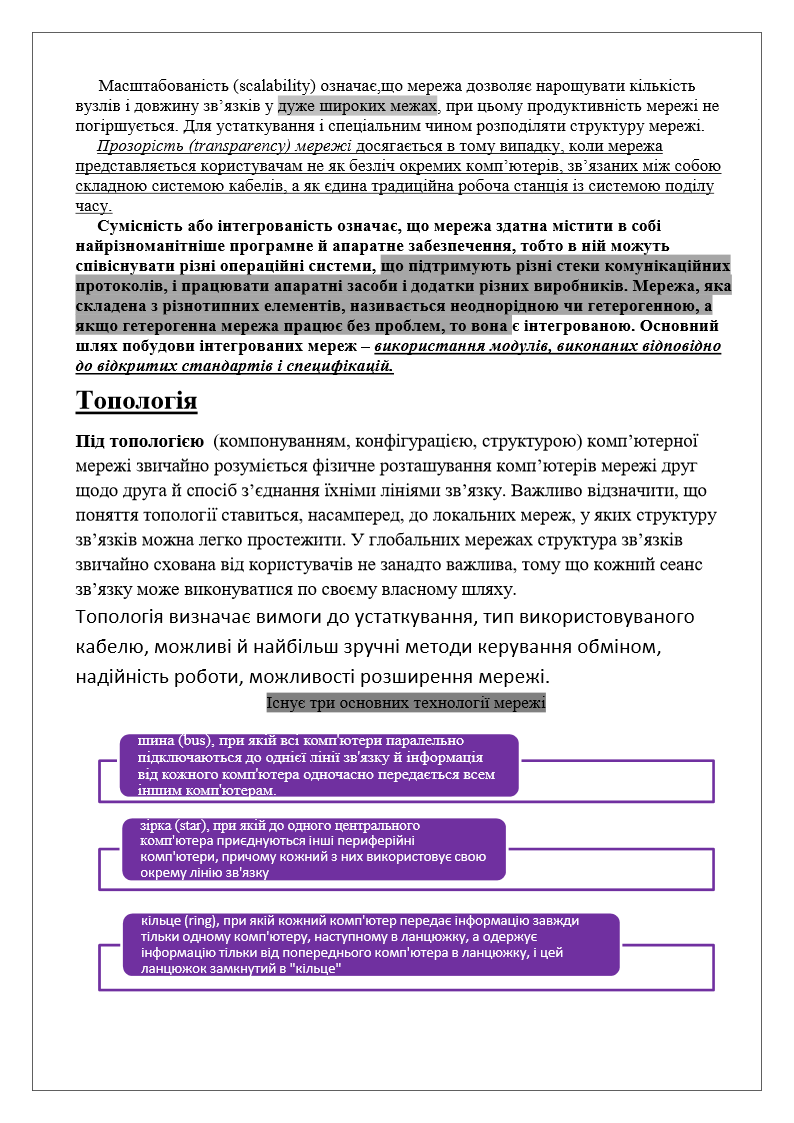 Масштабованість (scalability) означає,що мережа дозволяє нарощувати кількість
вузлів і довжину зв’язків у дуже широких межах, при цьому продуктивність мережі не
погіршується. Для устаткування і спеціальним чином розподіляти структуру мережі.
Прозорість (transparency) мережі досягається в тому випадку, коли мережа
представляється користувачам не як безліч окремих комп’ютерів, зв’язаних між собою
складною системою кабелів, а як єдина традиційна робоча станція із системою поділу
часу.
Сумісність або інтегрованість означає, що мережа здатна містити в собі
найрізноманітніше програмне й апаратне забезпечення, тобто в ній можуть
співіснувати різні операційні системи, що підтримують різні стеки комунікаційних
протоколів, і працювати апаратні засоби і додатки різних виробників. Мережа, яка
складена з різнотипних елементів, називається неоднорідною чи гетерогенною, а
якщо гетерогенна мережа працює без проблем, то вона є інтегрованою. Основний
шлях побудови інтегрованих мереж – використання модулів, виконаних відповідно
до відкритих стандартів і специфікацій.
Топологія
Під топологією (компонуванням, конфігурацією, структурою) комп’ютерної
мережі звичайно розуміється фізичне розташування комп’ютерів мережі друг
щодо друга й спосіб з’єднання їхніми лініями зв’язку. Важливо відзначити, що
поняття топології ставиться, насамперед, до локальних мереж, у яких структуру
зв’язків можна легко простежити. У глобальних мережах структура зв’язків
звичайно схована від користувачів не занадто важлива, тому що кожний сеанс
зв’язку може виконуватися по своєму власному шляху.
Топологія визначає вимоги до устаткування, тип використовуваного
кабелю, можливі й найбільш зручні методи керування обміном,
надійність роботи, можливості розширення мережі.
Існує три основних технології мережі
шина (bus), при якій всі комп'ютери паралельно
підключаються до однієї лінії зв'язку й інформація
від кожного комп'ютера одночасно передається всем
іншим комп'ютерам.
зірка (star), при якій до одного центрального
комп'ютера приєднуються інші периферійні
комп'ютери, причому кожний з них використовує свою
окрему лінію зв'язку
кільце (ring), при якій кожний комп'ютер передає інформацію завжди
тільки одному комп'ютеру, наступному в ланцюжку, а одержує
інформацію тільки від попереднього комп'ютера в ланцюжку, і цей
ланцюжок замкнутий в "кільце"